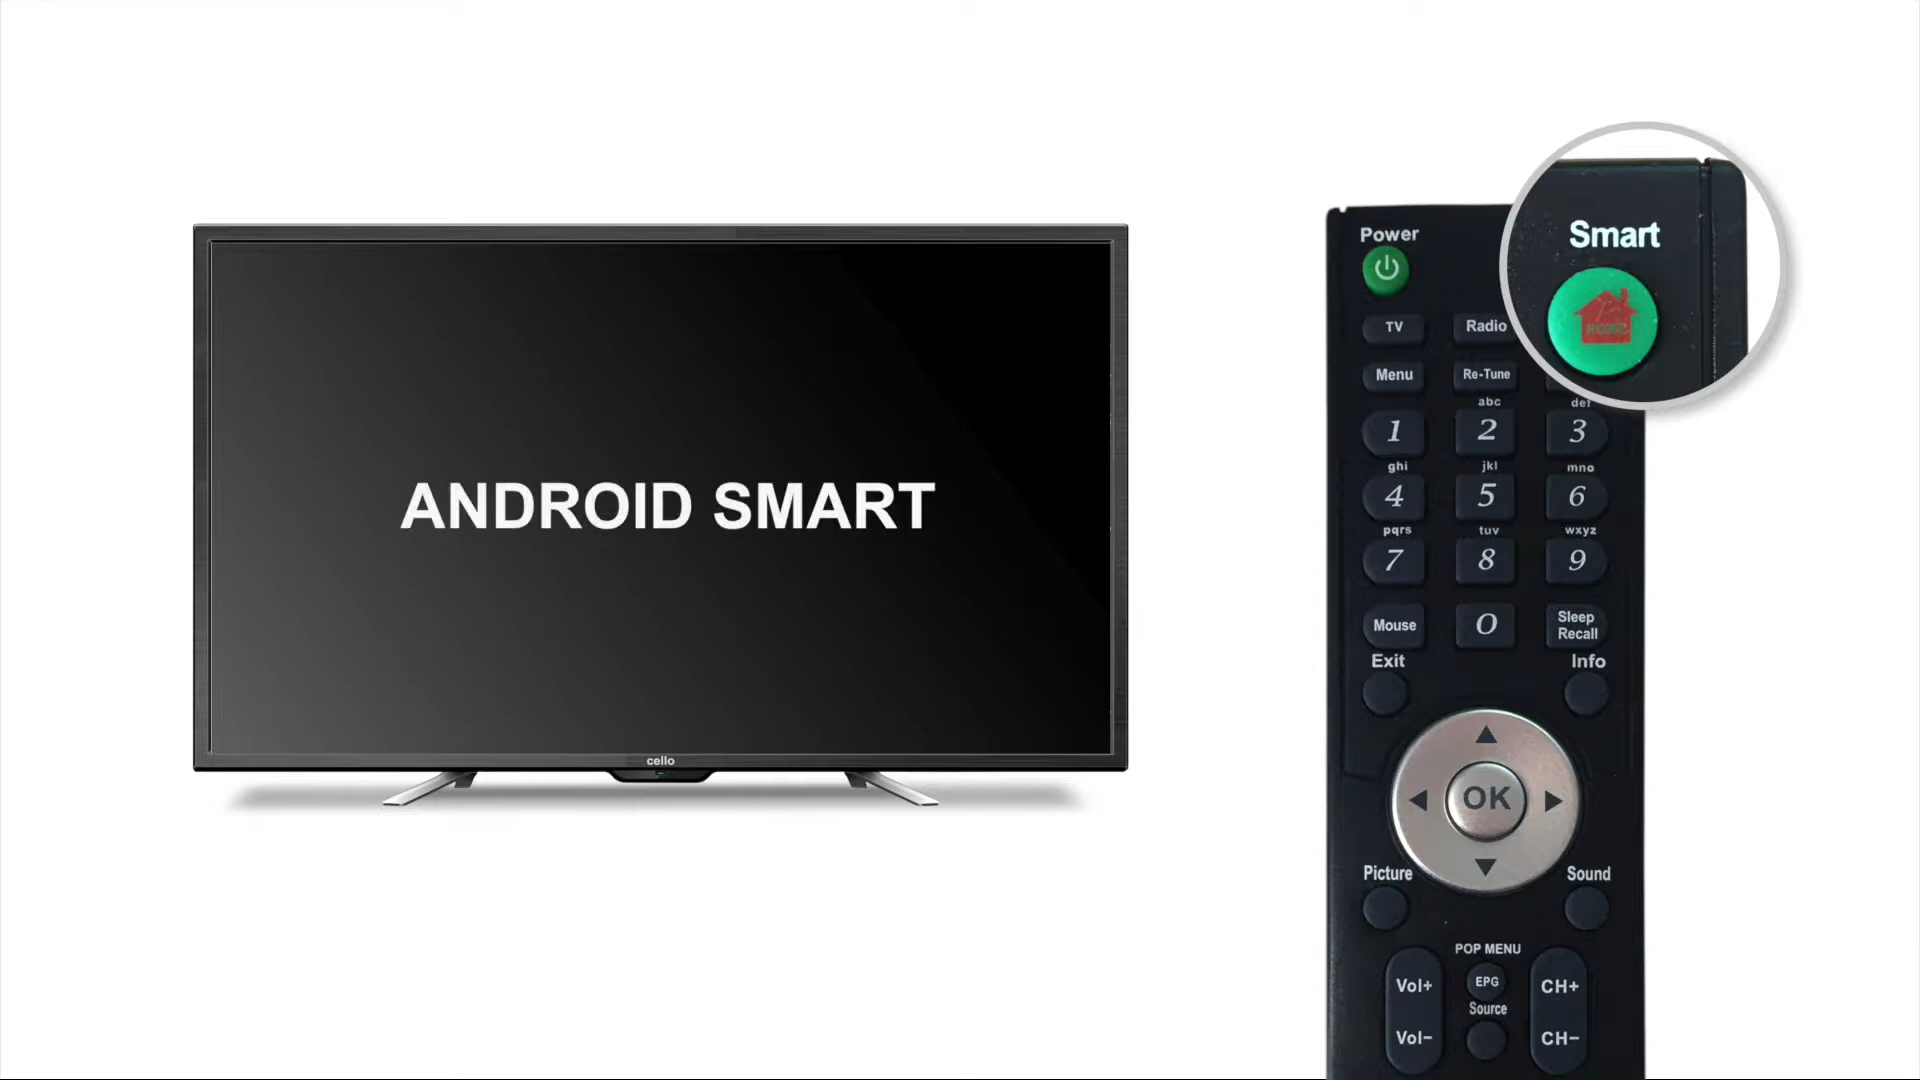 ANDROID SMART
cello
Smart
HOME
Power
TV
Radio
Menu
Re-Tune
abc
def
1
2
3
ghi
jkl
mno
4
5
6
pqrs
tuv
wxyz
7
8
9
Mouse
0
Sleep
Recall
Exit
Info
OK
Picture
Sound
POP MENU
Vol+
EPG
CH+
Source
Vol−
CH−